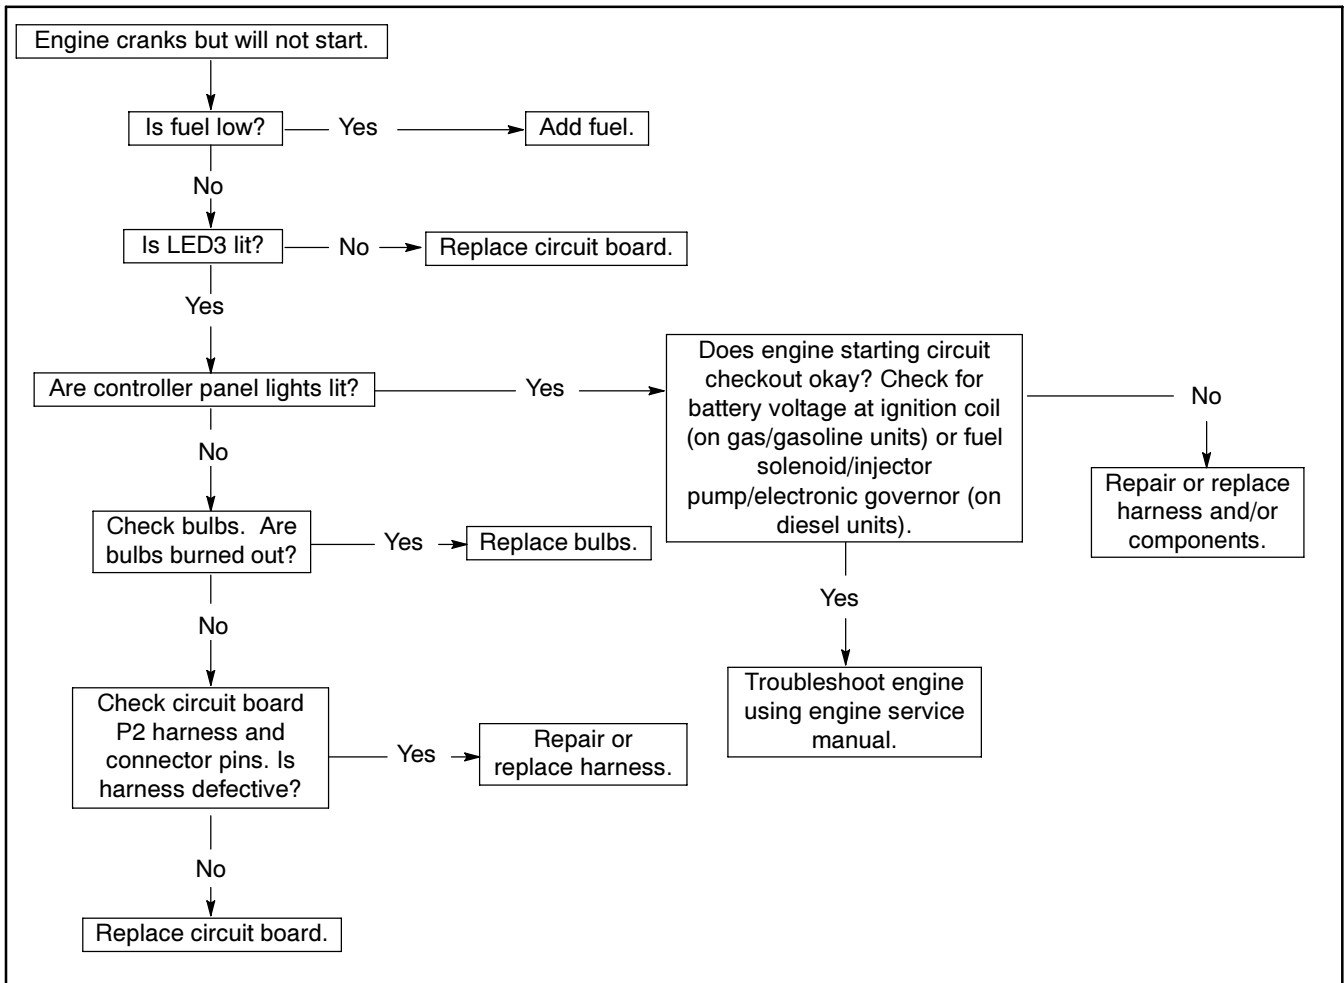 Engine cranks but will not start.
Is fuel low?
Yes
Add fuel.
No
Is LED3 lit?
No
Replace circuit board.
Yes
Are controller panel lights lit?
Yes
Does engine starting circuit
checkout okay? Check for
battery voltage at ignition coil
(on gas/gasoline units) or fuel
solenoid/injector
pump/electronic governor (on
diesel units).
No
Repair or replace
harness and/or
components.
Yes
Troubleshoot engine
using engine service
manual.
No
Check bulbs.  Are
bulbs burned out?
Yes
Replace bulbs.
No
Check circuit board
P2 harness and
connector pins. Is
harness defective?
Yes
Repair or
replace harness.
No
Replace circuit board.